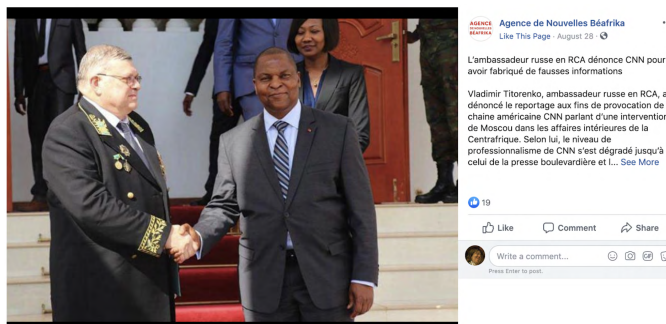 AGENCE
DE NOUVELLES
BÉAFRIKA
Agence de Nouvelles Béafrika
Like This Page · August 28 ·
L'ambassadeur russe en RCA dénonce CNN pour
avoir fabriqué de fausses informations
Vladimir Titorenko, ambassadeur russe en RCA, a
dénoncé le reportage aux fins de provocation de
chaine américaine CNN parlant d'une intervention
de Moscou dans les affaires intérieures de la
Centrafrique. Selon lui, le niveau de
professionnalisme de CNN s'est dégradé jusqu'à
celui de la presse boulevardière et l... See More
19
Like Comment Share
Write a comment...
GIF
Press Enter to post.